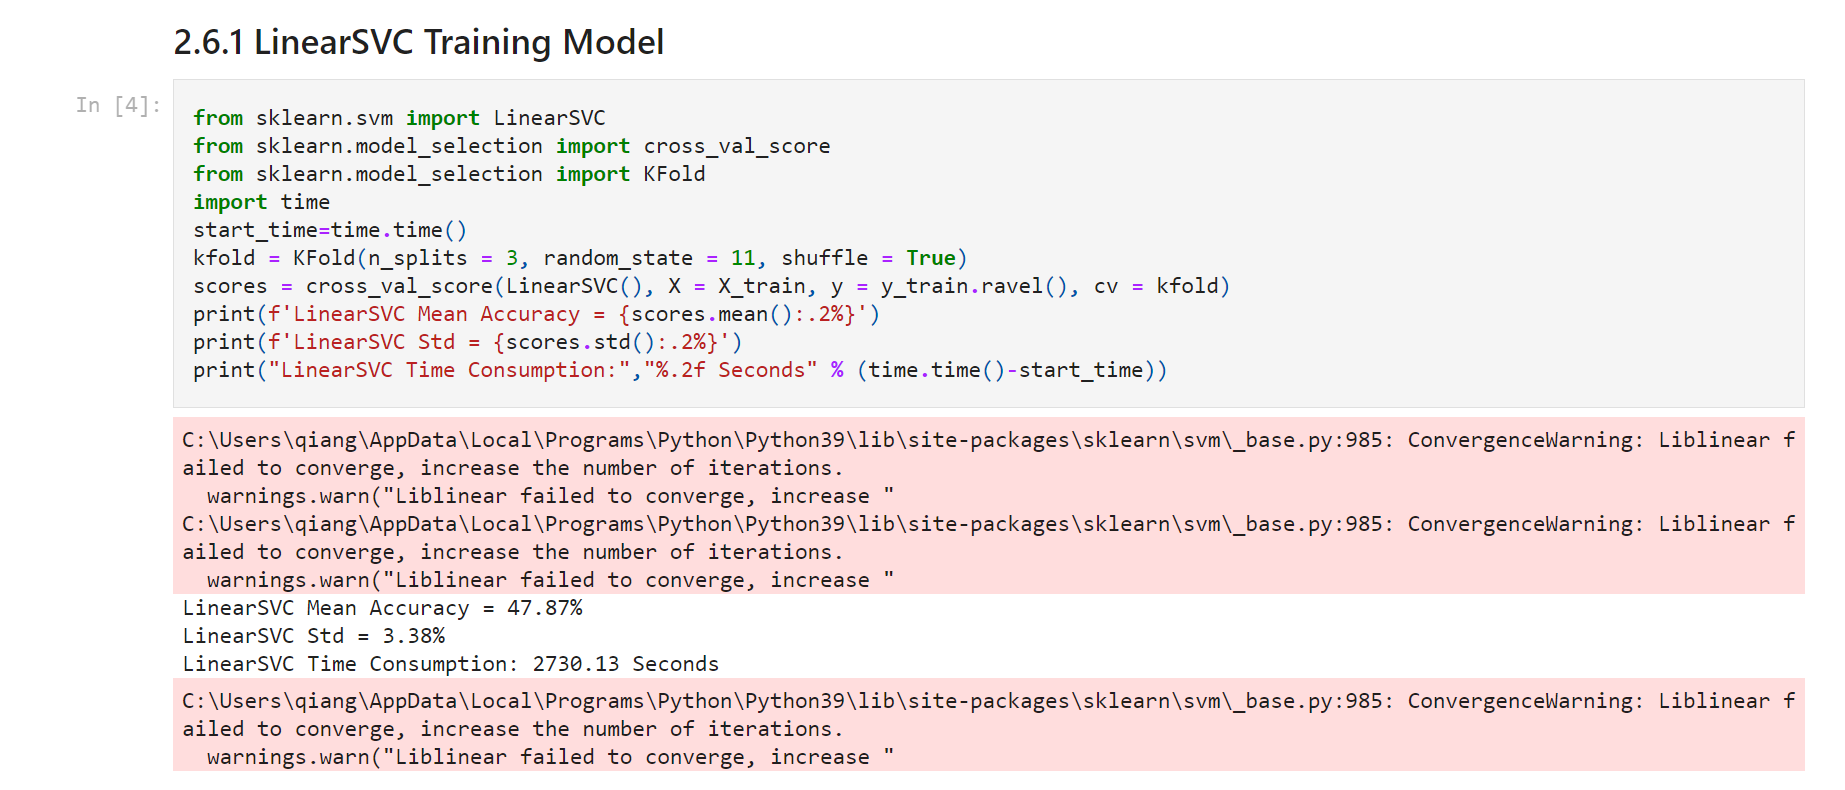 2.6.1 LinearSVC Training Model
In [4]:
from sklearn.svm import LinearSVC
from sklearn.model_selection import cross_val_score
from sklearn.model_selection import KFold
import time
start_time=time.time()
kfold = KFold(n_splits = 3, random_state = 11, shuffle = True)
scores = cross_val_score(LinearSVC(), X = X_train, y = y_train.ravel(), cv = kfold)
print(f'LinearSVC Mean Accuracy = {scores.mean():.2%}')
print(f'LinearSVC Std = {scores.std():.2%}')
print("LinearSVC Time Consumption:","%.2f Seconds" % (time.time()-start_time))
C:\Users\qiang\AppData\Local\Programs\Python\Python39\lib\site-packages\sklearn\svm\_base.py:985: ConvergenceWarning: Liblinear f
ailed to converge, increase the number of iterations.
  warnings.warn("Liblinear failed to converge, increase "
C:\Users\qiang\AppData\Local\Programs\Python\Python39\lib\site-packages\sklearn\svm\_base.py:985: ConvergenceWarning: Liblinear f
ailed to converge, increase the number of iterations.
  warnings.warn("Liblinear failed to converge, increase "
LinearSVC Mean Accuracy = 47.87%
LinearSVC Std = 3.38%
LinearSVC Time Consumption: 2730.13 Seconds
C:\Users\qiang\AppData\Local\Programs\Python\Python39\lib\site-packages\sklearn\svm\_base.py:985: ConvergenceWarning: Liblinear f
ailed to converge, increase the number of iterations.
  warnings.warn("Liblinear failed to converge, increase "